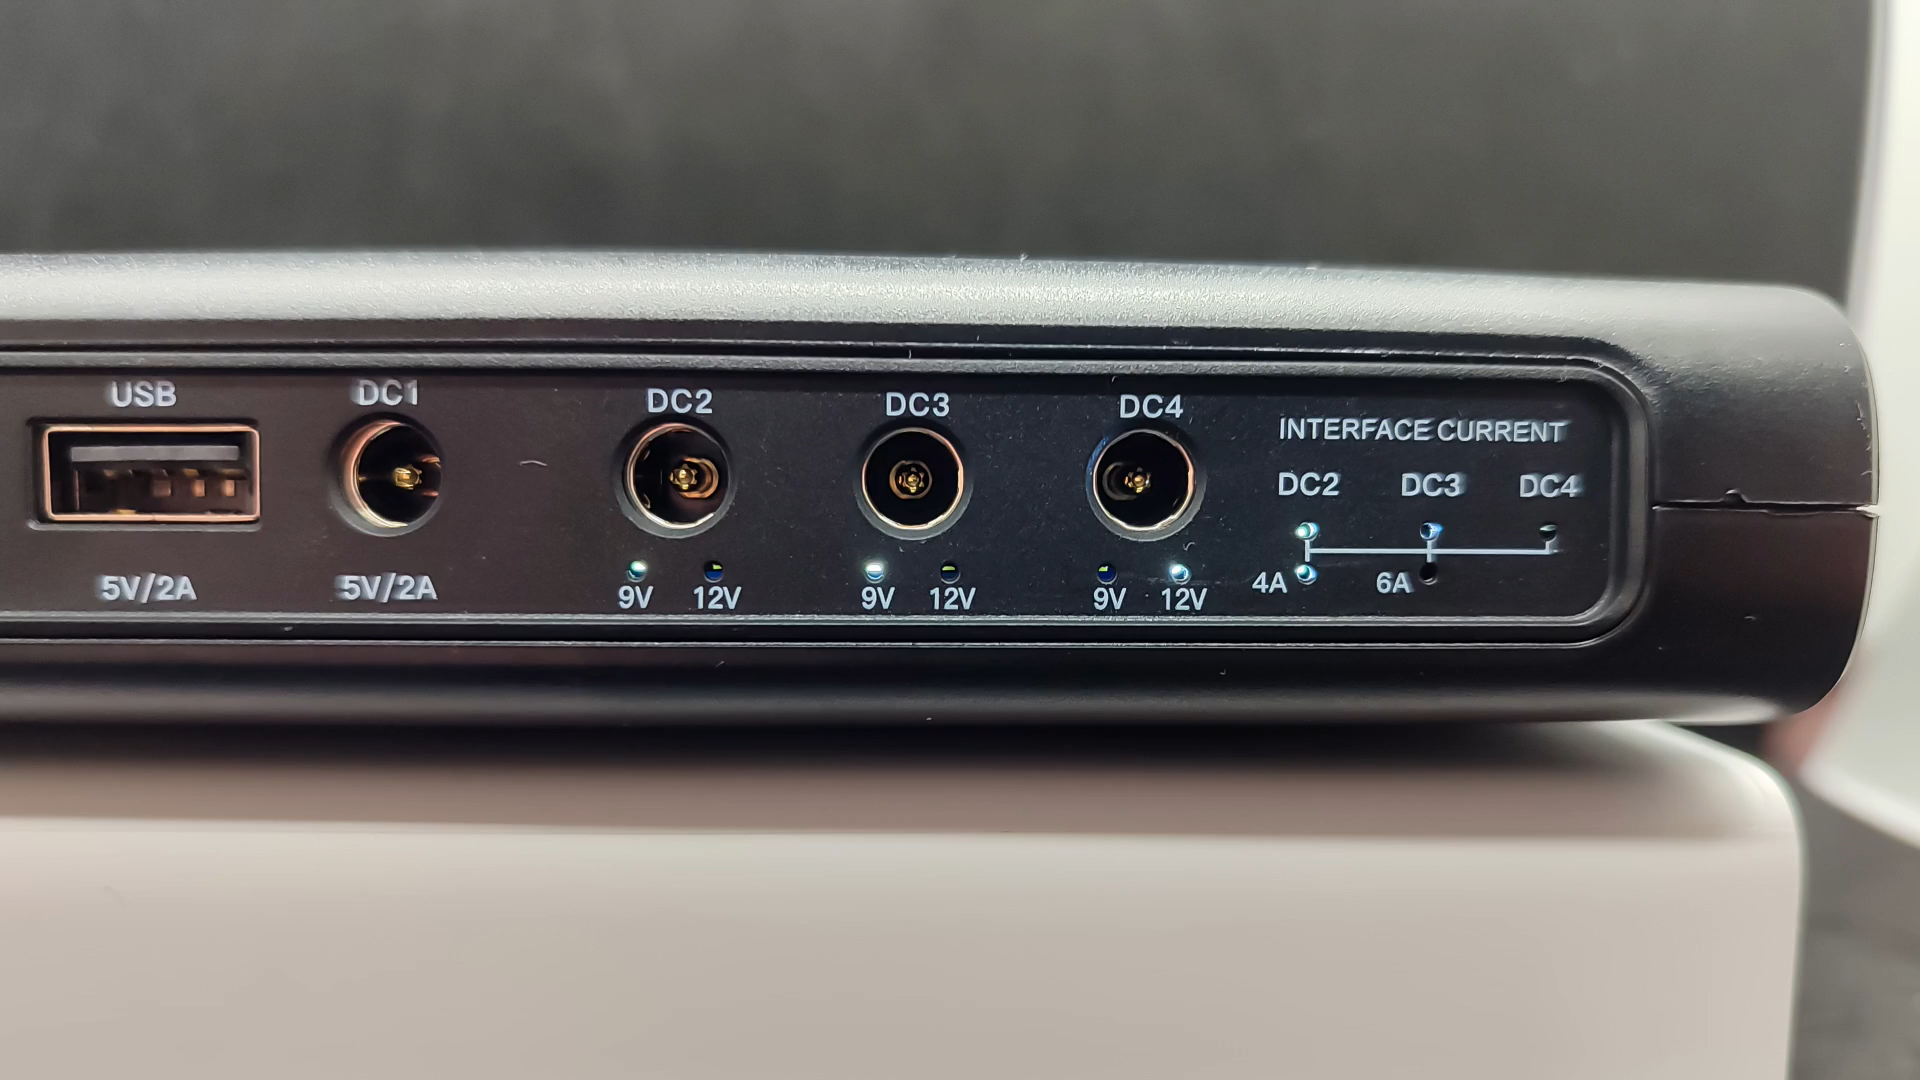 USB DC1 DC2 DC3 DC4
INTERFACE CURRENT
DC2 DC3 DC4
5V/2A 5V/2A 9V 12V 9V 12V 9V 12V 4A 6A